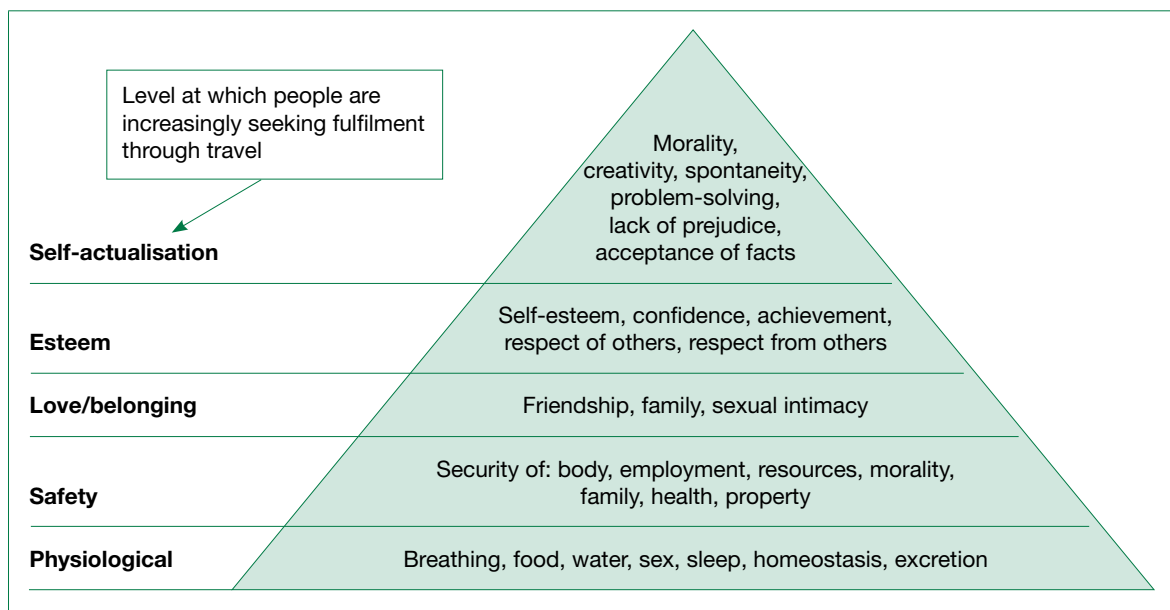 Level at which people are
increasingly seeking fulfilment
through travel
Morality,
creativity, spontaneity,
problem-solving,
lack of prejudice,
acceptance of facts
Self-actualisation
Self-esteem, confidence, achievement,
respect of others, respect from others
Esteem
Love/belonging
Friendship, family, sexual intimacy
Security of: body, employment, resources, morality,
family, health, property
Safety
Physiological
Breathing, food, water, sex, sleep, homeostasis, excretion